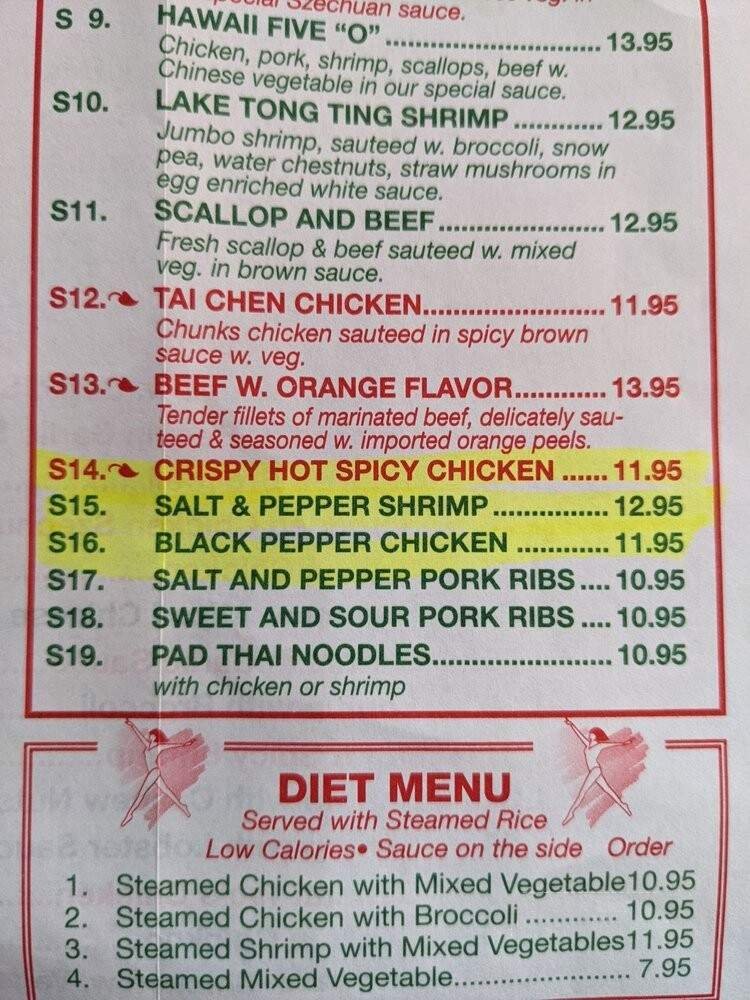 Special Szechuan sauce.
S 9. HAWAII FIVE "O" .............................. 13.95
Chicken, pork, shrimp, scallops, beef w.
Chinese vegetable in our special sauce.
S10. LAKE TONG TING SHRIMP ............ 12.95
Jumbo shrimp, sauteed w. broccoli, snow
pea, water chestnuts, straw mushrooms in
egg enriched white sauce.
S11. SCALLOP AND BEEF ....................... 12.95
Fresh scallop & beef sauteed w. mixed
veg. in brown sauce.
S12. TAI CHEN CHICKEN......................... 11.95
Chunks chicken sauteed in spicy brown
sauce w. veg.
S13. BEEF W. ORANGE FLAVOR............ 13.95
Tender fillets of marinated beef, delicately sau-
teed & seasoned w. imported orange peels.
S14. CRISPY HOT SPICY CHICKEN ...... 11.95
S15. SALT & PEPPER SHRIMP ............... 12.95
S16. BLACK PEPPER CHICKEN ............ 11.95
S17. SALT AND PEPPER PORK RIBS .... 10.95
S18. SWEET AND SOUR PORK RIBS .... 10.95
S19. PAD THAI NOODLES........................ 10.95
with chicken or shrimp
DIET MENU
Served with Steamed Rice
Low Calories• Sauce on the side Order
1. Steamed Chicken with Mixed Vegetable10.95
2. Steamed Chicken with Broccoli ............ 10.95
3. Steamed Shrimp with Mixed Vegetables11.95
4. Steamed Mixed Vegetable....................... 7.95